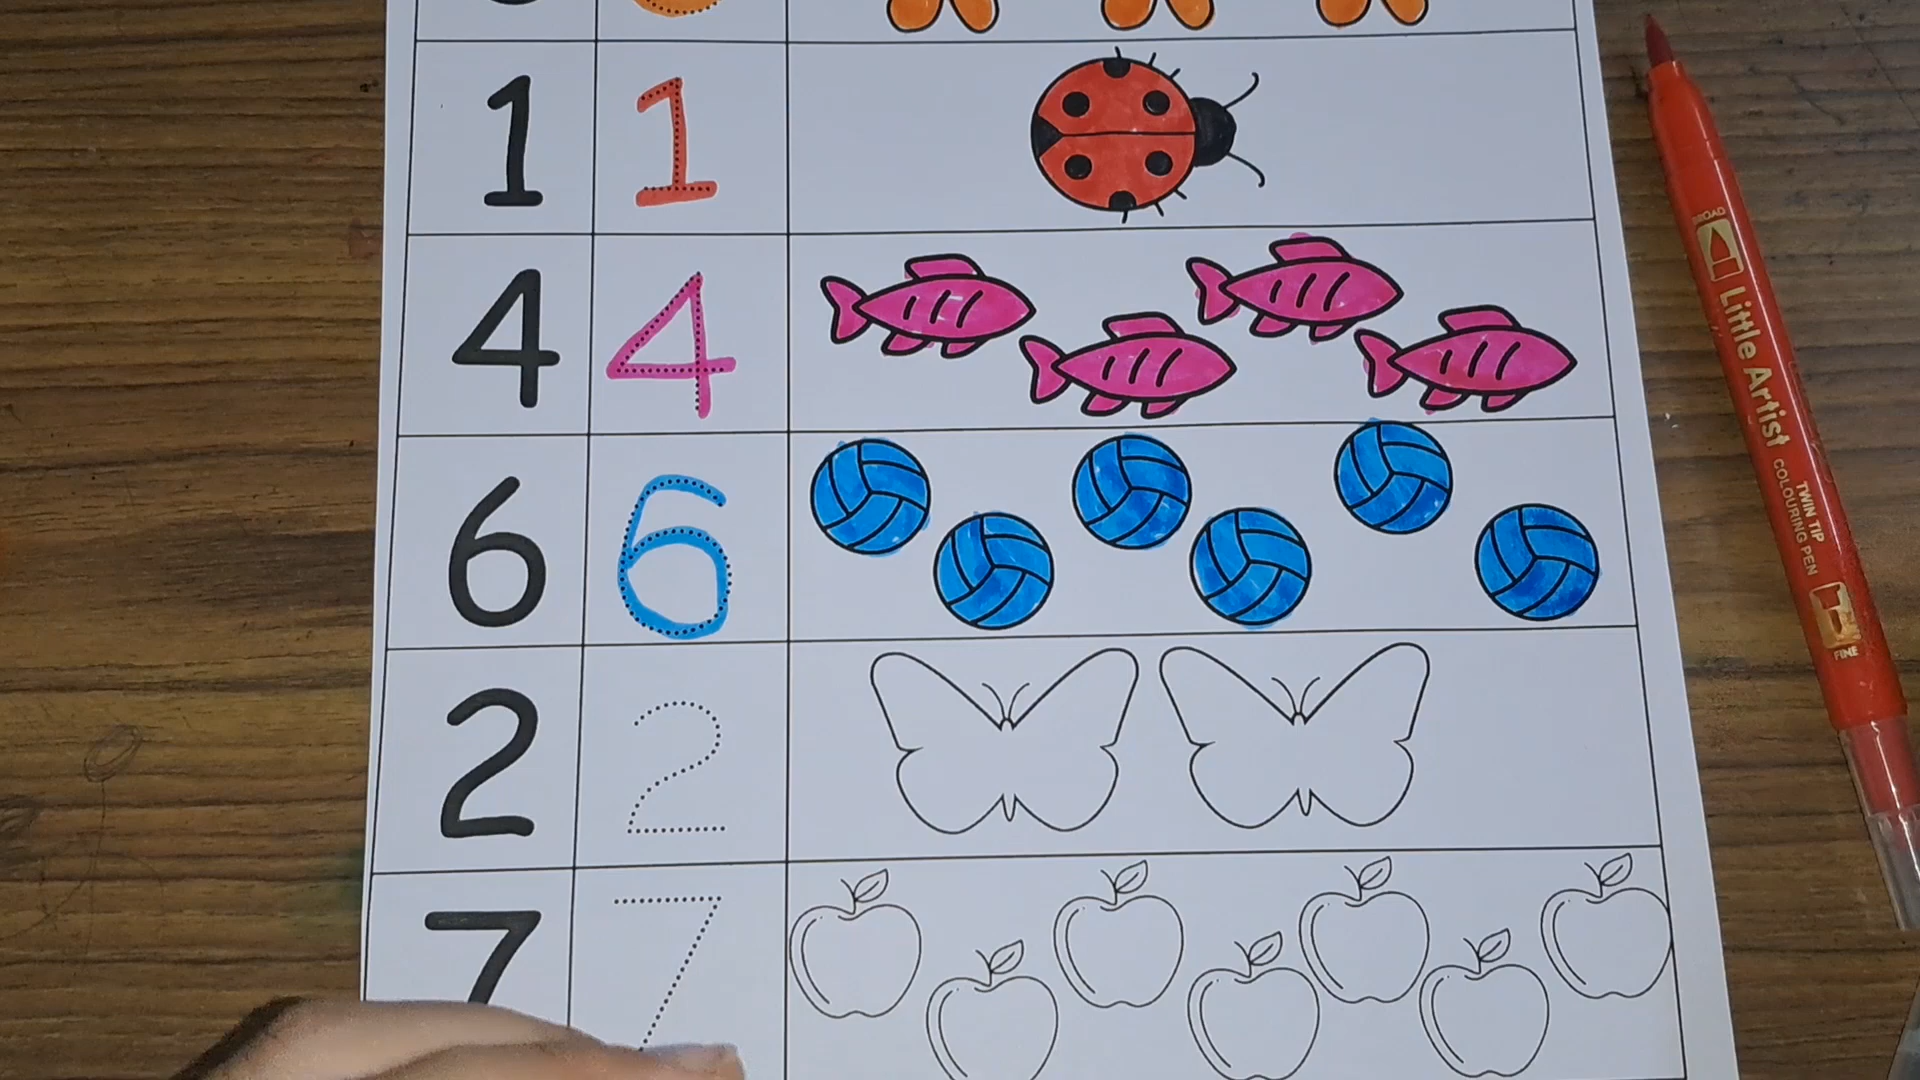 1 1
4 4
6 6
2 2
7 7
BROAD
Little Artist
TWIN TIP
COLOURING PEN
FINE